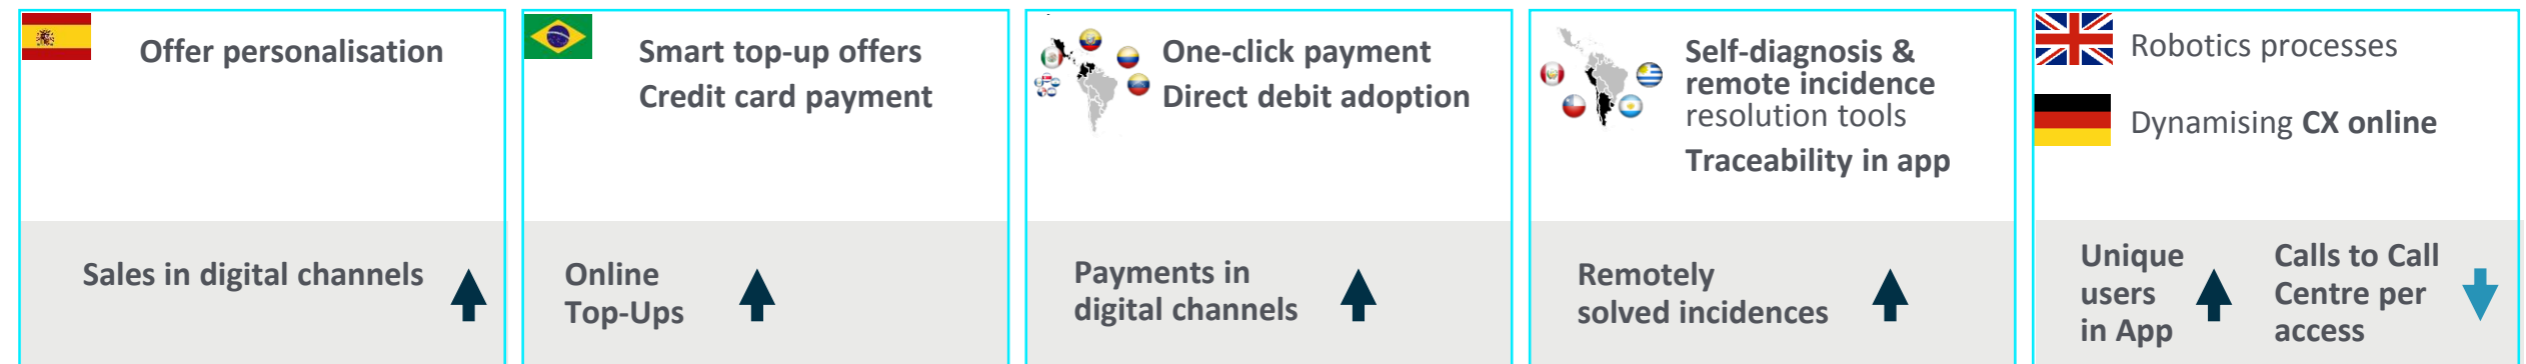 Offer personalisation
Sales in digital channels
Smart top-up offers
Credit card payment
Online
Top-Ups
One-click payment
Direct debit adoption
Payments in
digital channels
Self-diagnosis &
remote incidence
resolution tools
Traceability in app
Remotely
solved incidences
Robotics processes
Dynamising CX online
Unique
users
in App
Calls to Call
Centre per
access